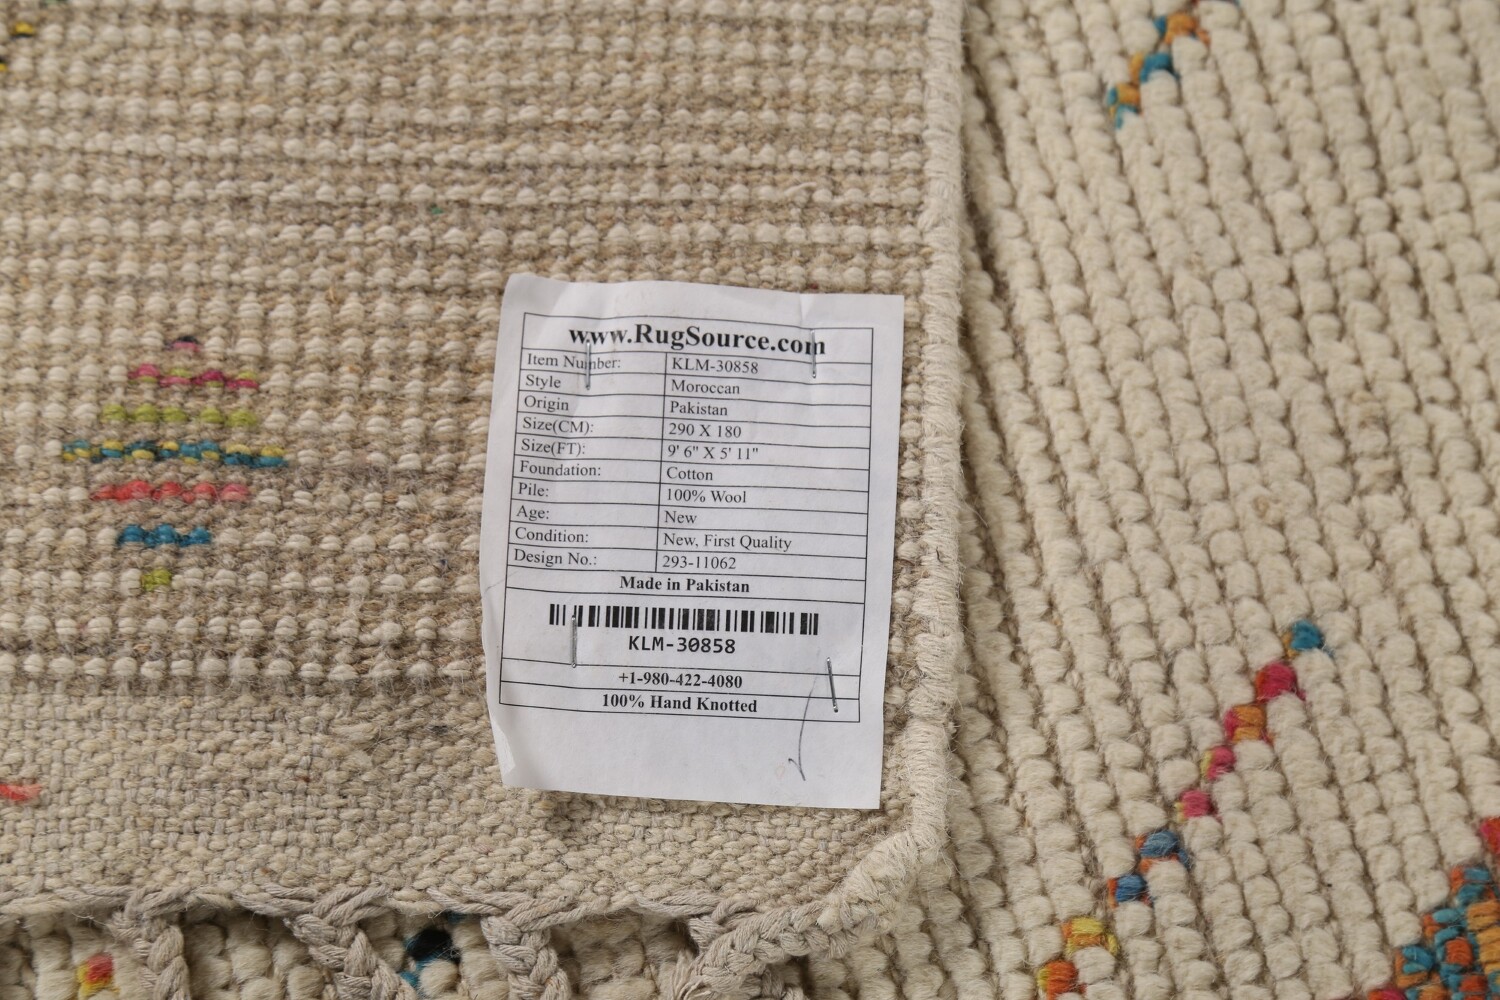 www.RugSource.com
Item Number: KLM-30858
Style Moroccan
Origin Pakistan
Size(CM): 290 X 180
Size(FT): 9' 6" X 5' 11"
Foundation: Cotton
Pile: 100% Wool
Age: New
Condition: New, First Quality
Design No.: 293-11062
Made in Pakistan
KLM-30858
+1-980-422-4080
100% Hand Knotted